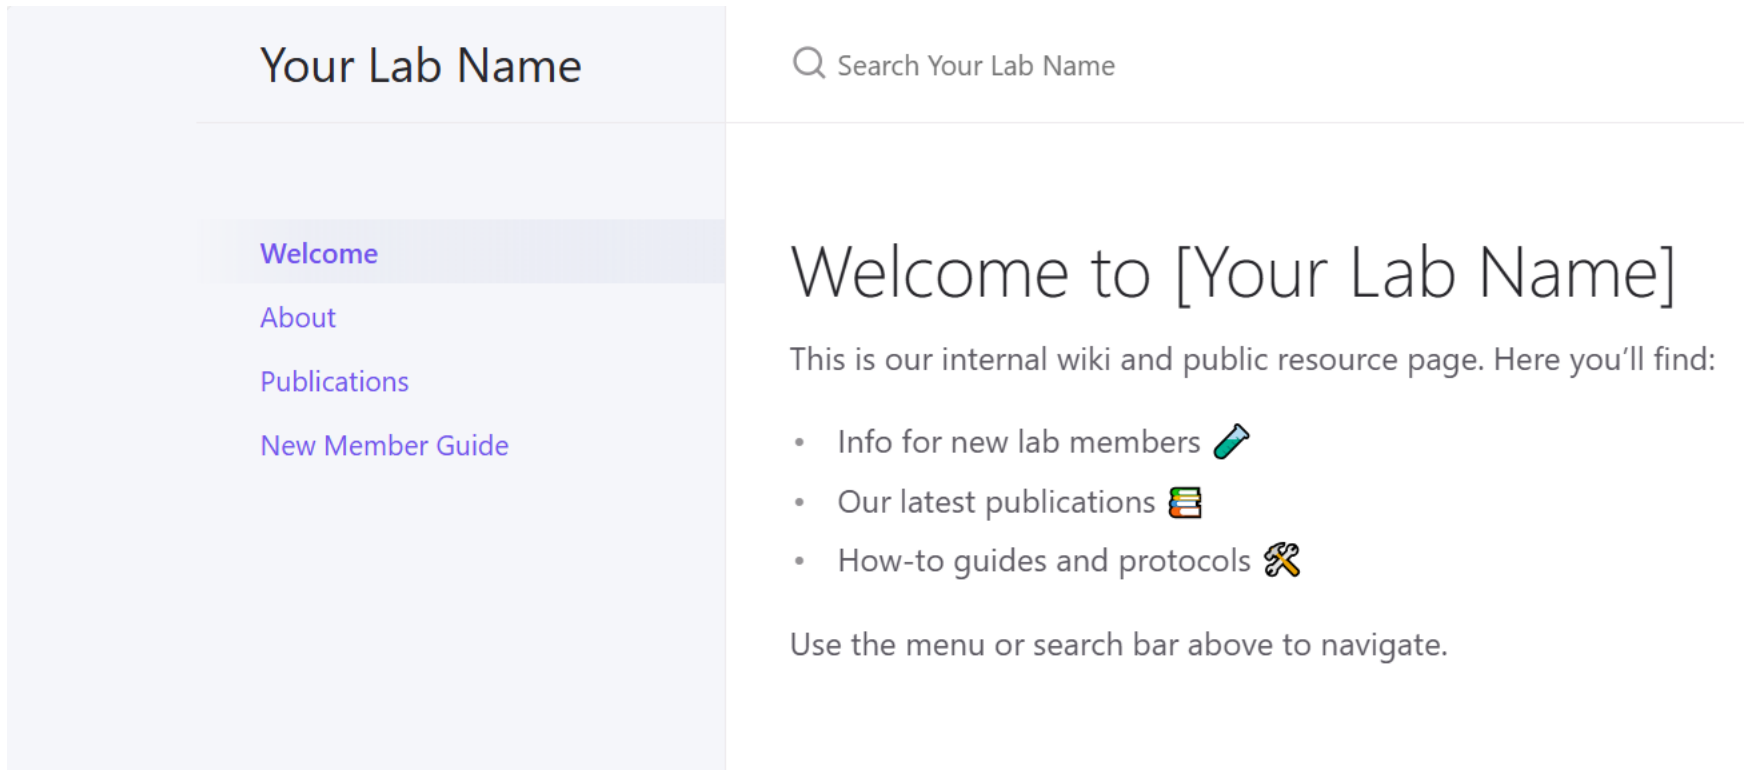 Your Lab Name
Search Your Lab Name
Welcome
About
Publications
New Member Guide
Welcome to [Your Lab Name]
This is our internal wiki and public resource page. Here you’ll find:
• Info for new lab members 🧪
• Our latest publications 📚
• How-to guides and protocols 🛠️
Use the menu or search bar above to navigate.